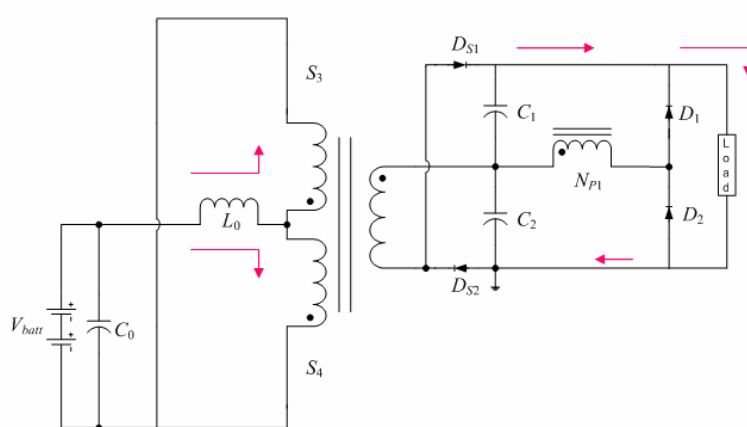 D_S1
S_3
C_1
D_1
Load
N_P1
L_0
C_2
D_2
D_S2
V_batt
+
-
+
-
C_0
S_4